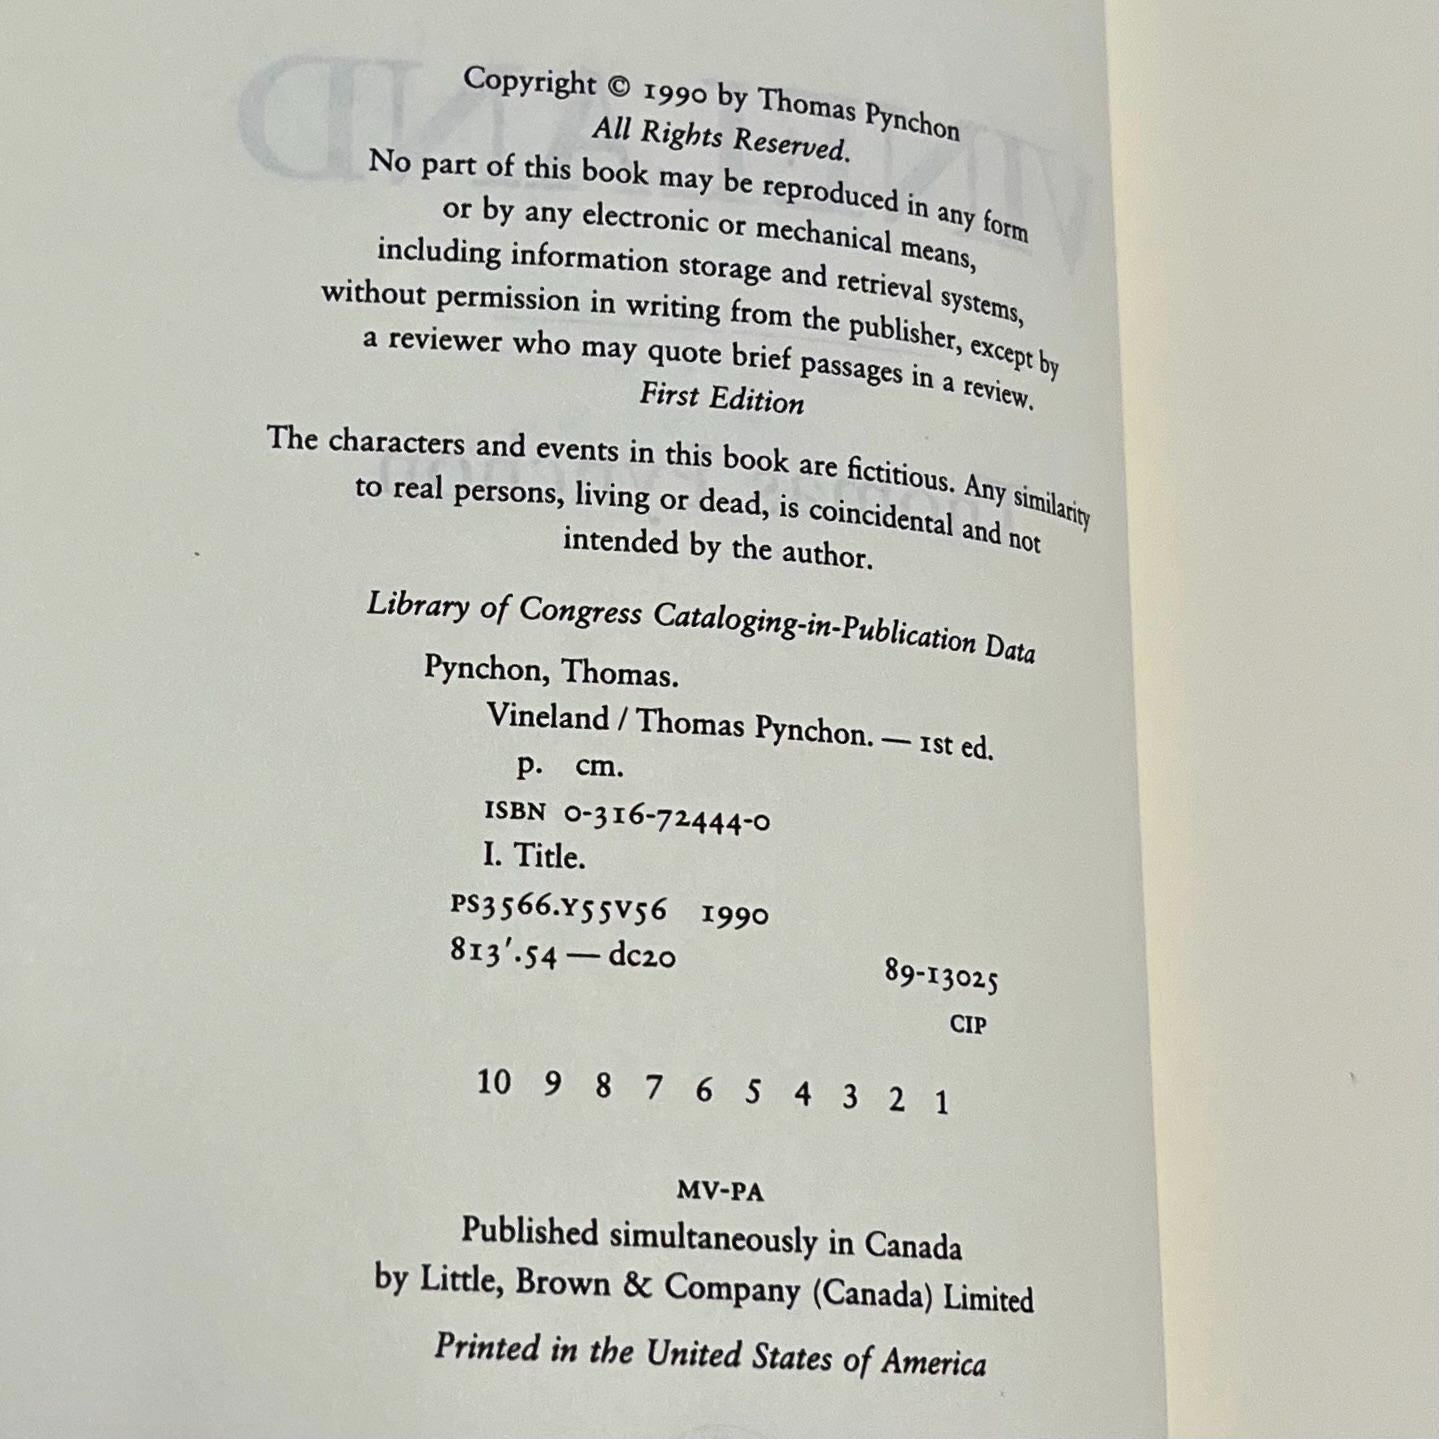 Copyright © 1990 by Thomas Pynchon
All Rights Reserved.
No part of this book may be reproduced in any form
or by any electronic or mechanical means,
including information storage and retrieval systems,
without permission in writing from the publisher, except by
a reviewer who may quote brief passages in a review.
First Edition
The characters and events in this book are fictitious. Any similarity
to real persons, living or dead, is coincidental and not
intended by the author.
Library of Congress Cataloging-in-Publication Data
Pynchon, Thomas.
Vineland / Thomas Pynchon. — 1st ed.
p. cm.
ISBN 0-316-72444-0
I. Title.
PS3566.Y55V56 1990
813'.54 — dc20
89-13025
CIP
10 9 8 7 6 5 4 3 2 1
MV-PA
Published simultaneously in Canada
by Little, Brown & Company (Canada) Limited
Printed in the United States of America